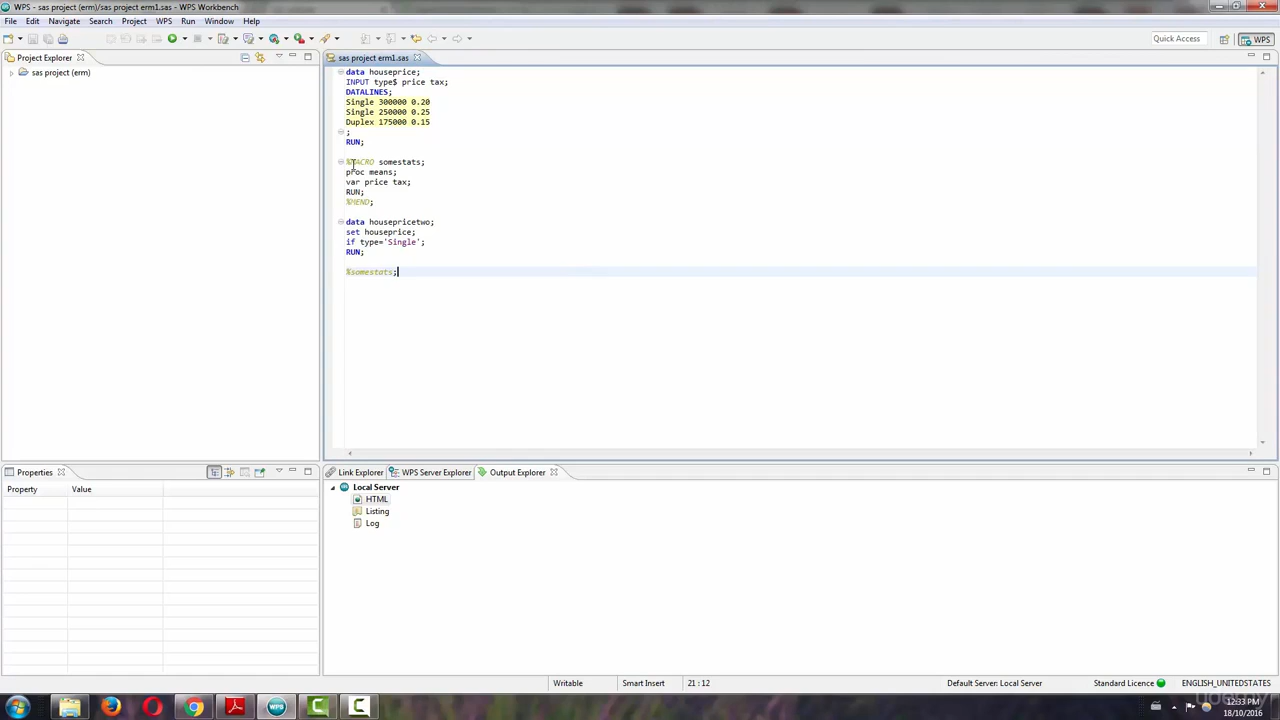 WPS - sas project (erm)/sas project erm1.sas - WPS Workbench
File Edit Navigate Search Project WPS Run Window Help
Quick Access
WPS
Project Explorer
sas project (erm)
sas project erm1.sas
data houseprice;
INPUT type$ price tax;
DATALINES;
Single 300000 0.20
Single 250000 0.25
Duplex 175000 0.15
;
RUN;
%MACRO somestats;
proc means;
var price tax;
RUN;
%MEND;
data housepricetwo;
set houseprice;
if type='Single';
RUN;
%somestats;
Properties
Property Value
Link Explorer WPS Server Explorer Output Explorer
Local Server
HTML
Listing
Log
Writable Smart Insert 21 : 12 Default Server: Local Server Standard Licence ENGLISH_UNITEDSTATES
12:33 PM
18/10/2016